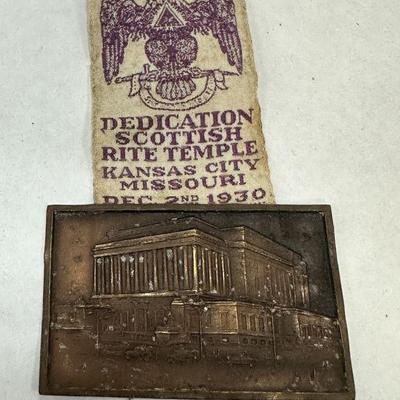 DEDICATION
SCOTTISH
RITE TEMPLE
KANSAS CITY
MISSOURI
DEC. 2ND 1930